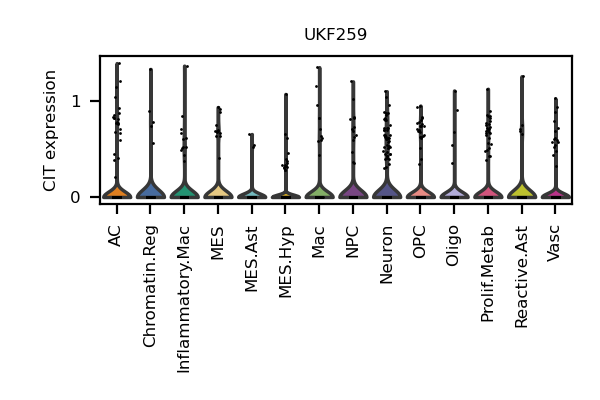 UKF259
CIT expression
1
0
AC
Chromatin.Reg
Inflammatory.Mac
MES
MES.Ast
MES.Hyp
Mac
NPC
Neuron
OPC
Oligo
Prolif.Metab
Reactive.Ast
Vasc